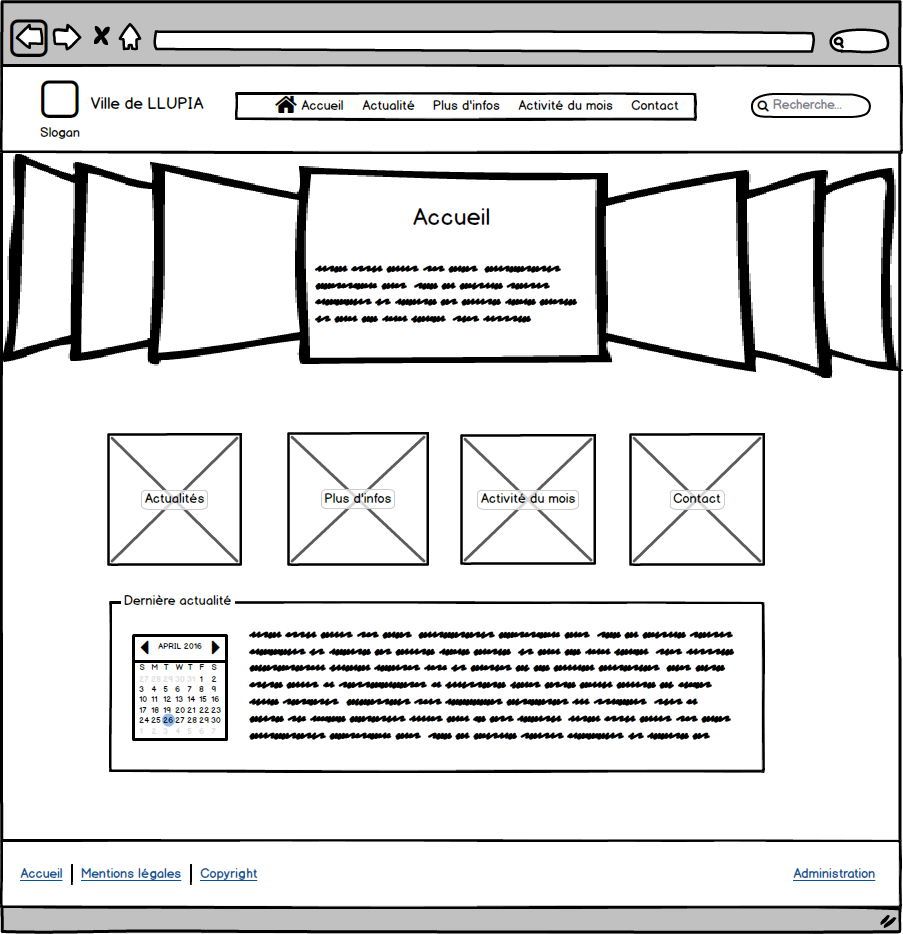 Ville de LLUPIA
Slogan
Accueil Actualité Plus d'infos Activité du mois Contact
Recherche...
Accueil
Actualités
Plus d'infos
Activité du mois
Contact
Dernière actualité
APRIL 2016
S M T W T F S
27 28 29 30 31 1 2
3 4 5 6 7 8 9
10 11 12 13 14 15 16
17 18 19 20 21 22 23
24 25 26 27 28 29 30
1 2 3 4 5 6 7
Accueil Mentions légales Copyright
Administration